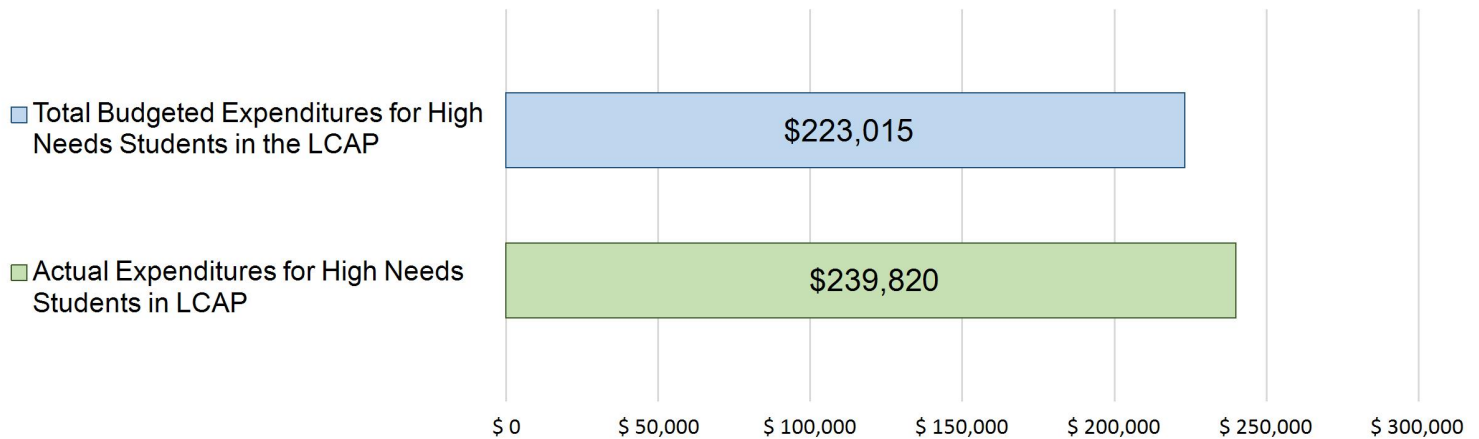 Total Budgeted Expenditures for High
Needs Students in the LCAP
$223,015
Actual Expenditures for High Needs
Students in LCAP
$239,820
$ 0
$ 50,000
$ 100,000
$ 150,000
$ 200,000
$ 250,000
$ 300,000